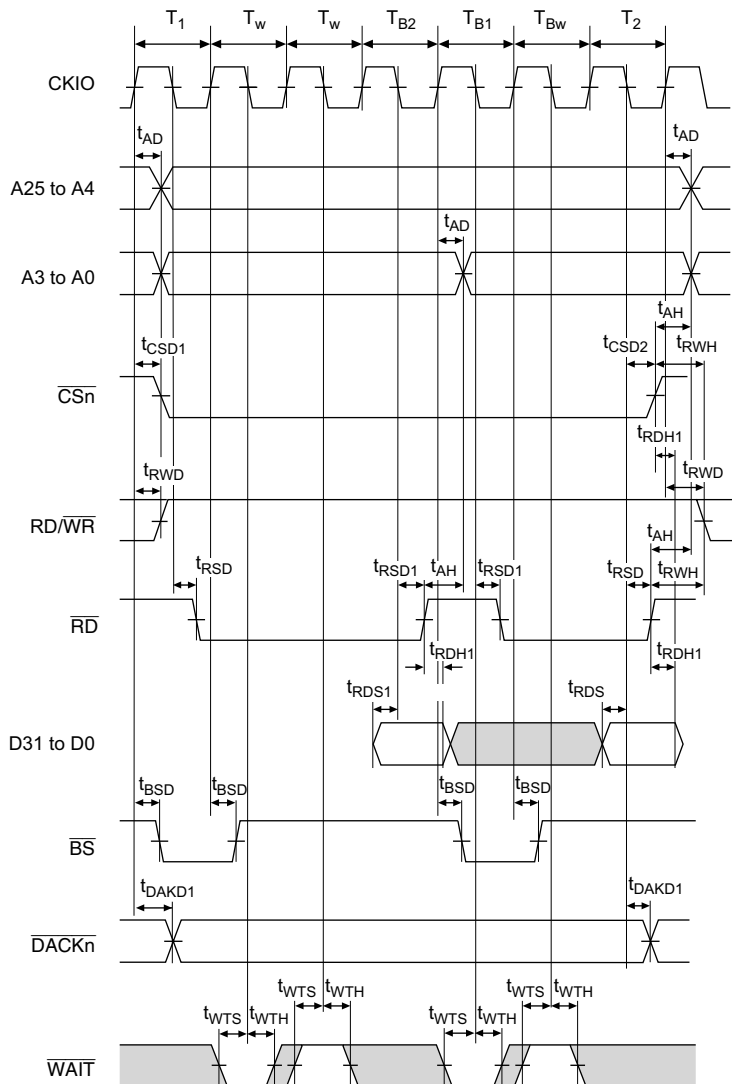 T1 Tw Tw TB2 TB1 TBw T2
CKIO
tAD tAD
A25 to A4
tAD
A3 to A0
tAH
tCSD1 tCSD2 tRWH
CSn
tRDH1
tRWD tRWD
RD/WR
tAH
tRSD tRSD1 tAH tRSD1 tRSD tRWH
RD
tRDH1 tRDH1
tRDS1 tRDS
D31 to D0
tBSD tBSD tBSD tBSD
BS
tDAKD1 tDAKD1
DACKn
tWTS tWTH tWTS tWTH
tWTS tWTH tWTS tWTH
WAIT